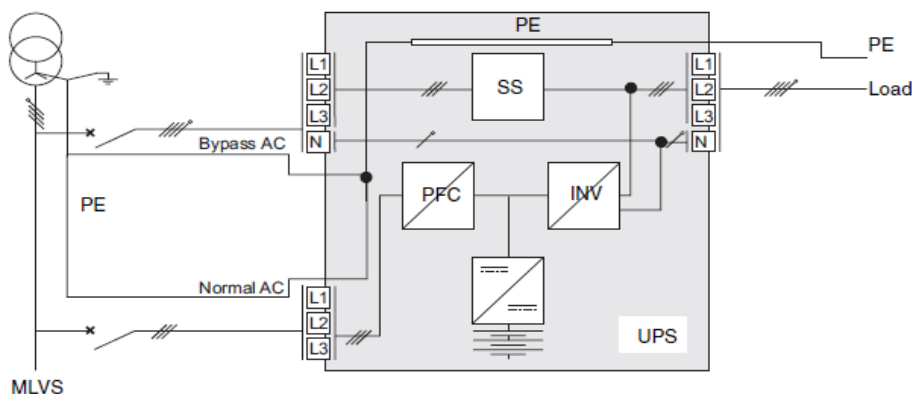 PE
PE
L1
L2
L3
N
SS
L1
L2
L3
N
Load
Bypass AC
PE
PFC
INV
Normal AC
L1
L2
L3
UPS
MLVS